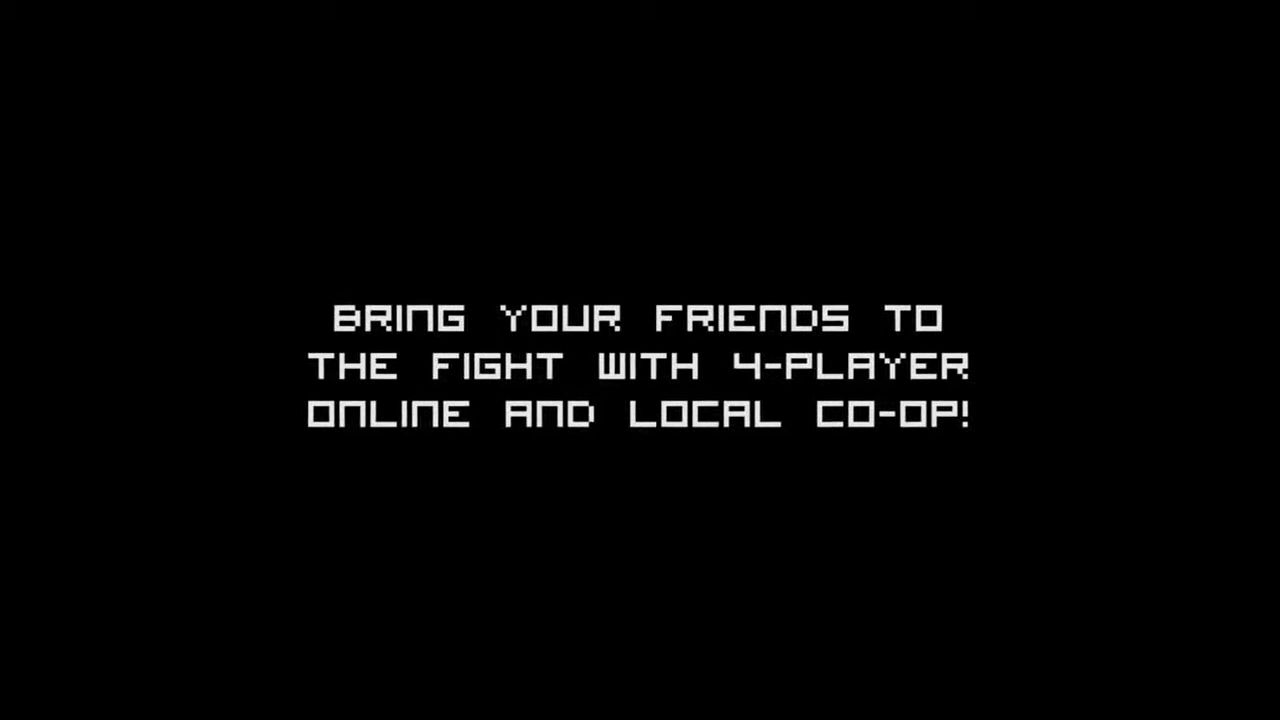 BRING YOUR FRIENDS TO
THE FIGHT WITH 4-PLAYER
ONLINE AND LOCAL CO-OP!